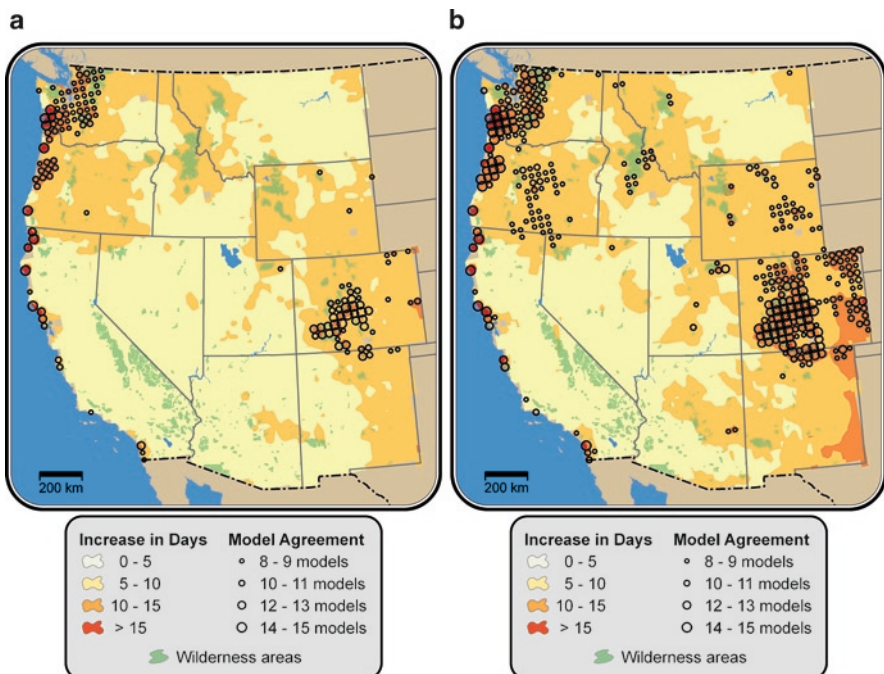 a
b
200 km
200 km
Increase in Days Model Agreement
0 - 5 8 - 9 models
5 - 10 10 - 11 models
10 - 15 12 - 13 models
> 15 14 - 15 models
Wilderness areas
Increase in Days Model Agreement
0 - 5 8 - 9 models
5 - 10 10 - 11 models
10 - 15 12 - 13 models
> 15 14 - 15 models
Wilderness areas